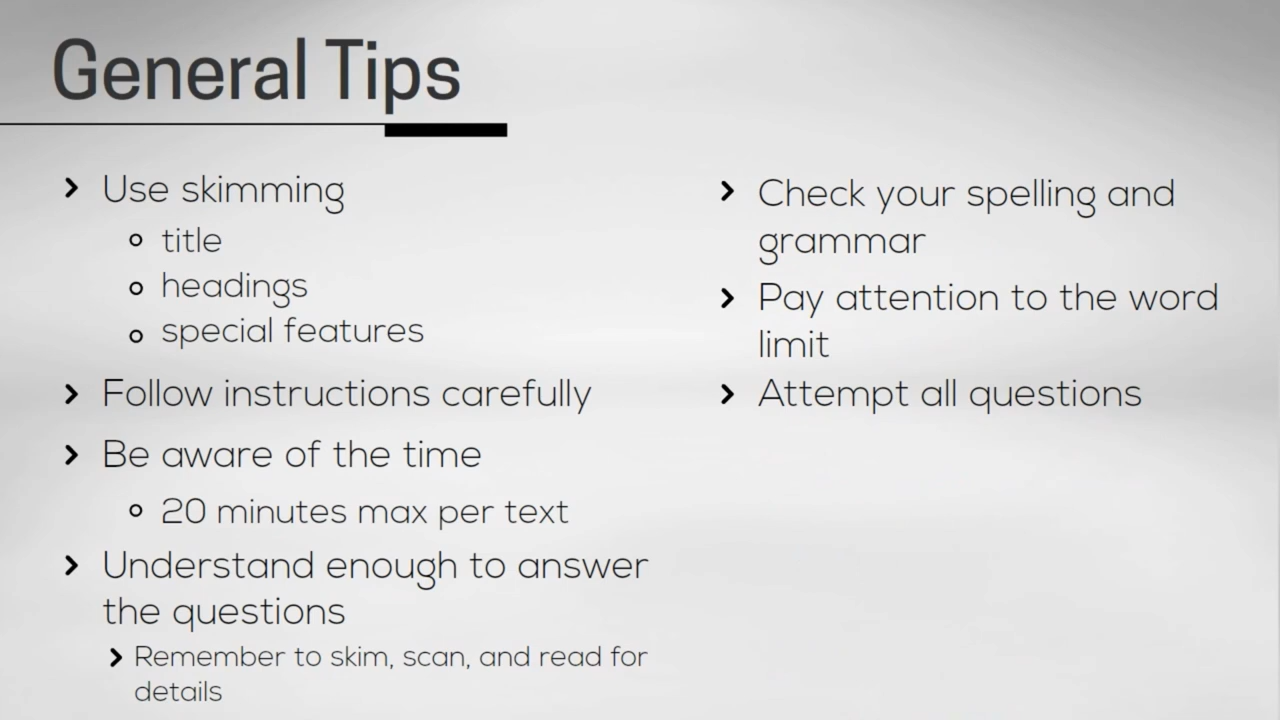 General Tips
Use skimming
title
headings
special features
Follow instructions carefully
Be aware of the time
20 minutes max per text
Understand enough to answer
the questions
Remember to skim, scan, and read for
details
Check your spelling and
grammar
Pay attention to the word
limit
Attempt all questions